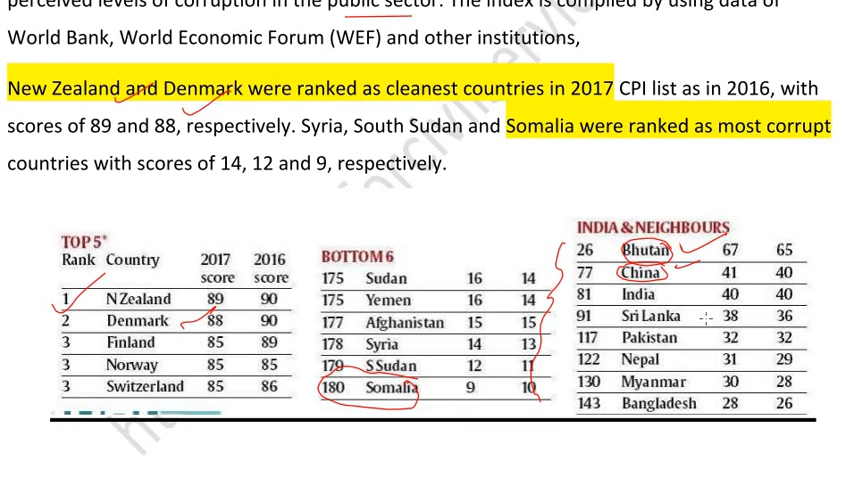 perceived levels of corruption in the public sector. The index is compiled by using data of
World Bank, World Economic Forum (WEF) and other institutions,
New Zealand and Denmark were ranked as cleanest countries in 2017 CPI list as in 2016, with
scores of 89 and 88, respectively. Syria, South Sudan and Somalia were ranked as most corrupt
countries with scores of 14, 12 and 9, respectively.
TOP 5*
Rank Country 2017 score 2016 score
1 N Zealand 89 90
2 Denmark 88 90
3 Finland 85 89
3 Norway 85 85
3 Switzerland 85 86
BOTTOM 6
175 Sudan 16 14
175 Yemen 16 14
177 Afghanistan 15 15
178 Syria 14 13
179 S Sudan 12 11
180 Somalia 9 10
INDIA & NEIGHBOURS
26 Bhutan 67 65
77 China 41 40
81 India 40 40
91 Sri Lanka 38 36
117 Pakistan 32 32
122 Nepal 31 29
130 Myanmar 30 28
143 Bangladesh 28 26